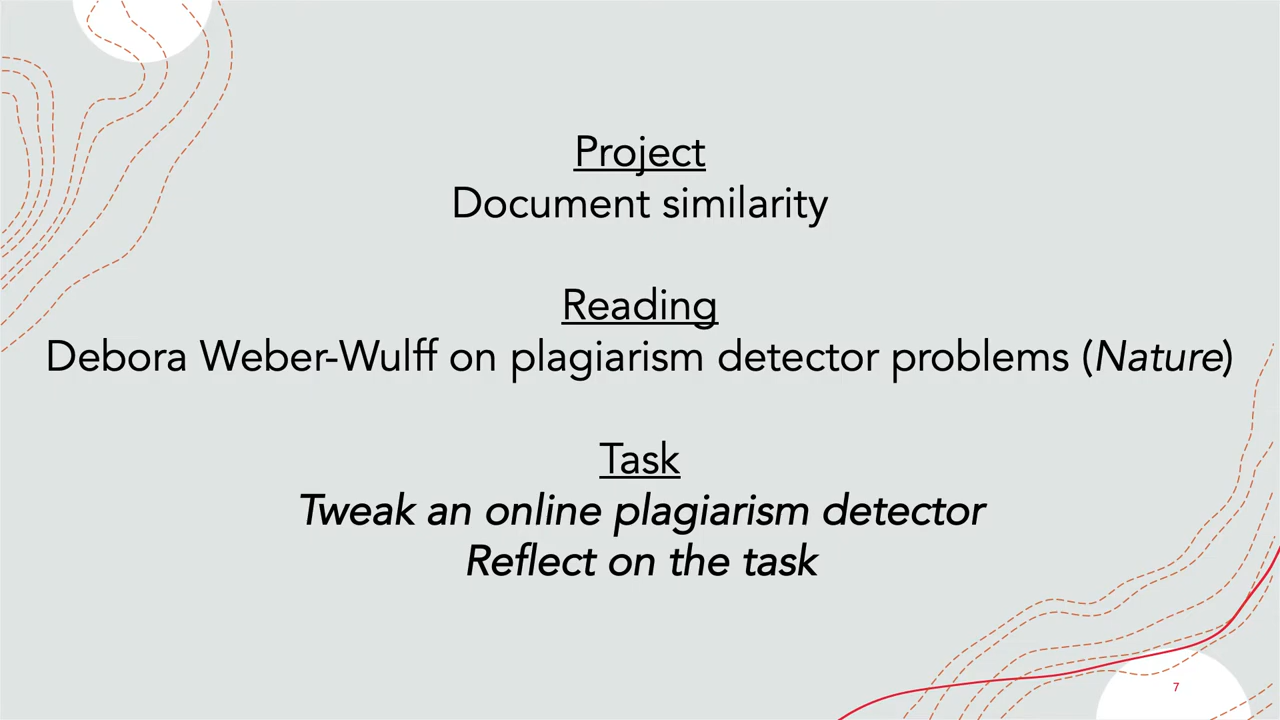 Project
Document similarity
Reading
Debora Weber-Wulff on plagiarism detector problems (Nature)
Task
Tweak an online plagiarism detector
Reflect on the task
7